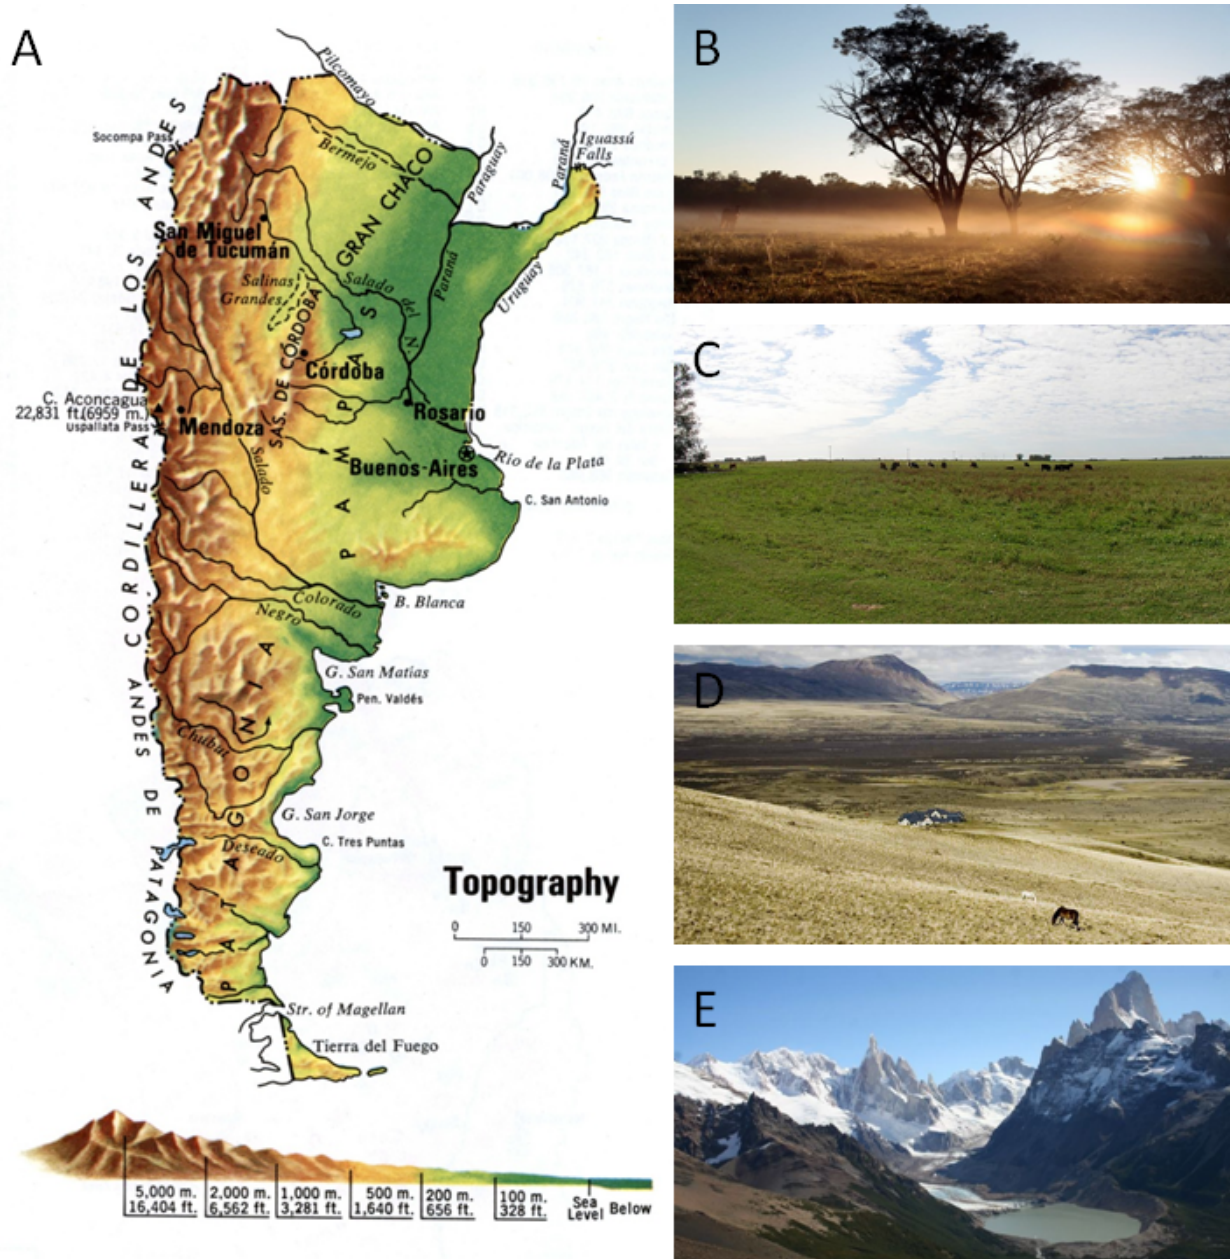 A
B
C
D
E
Pilcomayo
Socompa Pass
Bermejo
Paraguay
Paraná
Iguassú
Falls
GRAN CHACO
San Miguel
de Tucumán
Salinas
Grandes
Salado del N.
Paraná
Uruguay
CORDILLERA DE LOS ANDES
SAS. DE CÓRDOBA
Córdoba
PAMPAS
C. Aconcagua
22,831 ft.(6959 m.)
Uspallata Pass
Mendoza
Rosario
Salado
Buenos-Aires
Río de la Plata
C. San Antonio
Colorado
Negro
B. Blanca
G. San Matías
Pen. Valdés
Chubut
PATAGONIA
ANDES DE PATAGONIA
G. San Jorge
C. Tres Puntas
Deseado
Topography
0 150 300 MI.
0 150 300 KM.
Str. of Magellan
Tierra del Fuego
5,000 m. 2,000 m. 1,000 m. 500 m. 200 m. 100 m. Sea
16,404 ft. 6,562 ft. 3,281 ft. 1,640 ft. 656 ft. 328 ft. Level Below